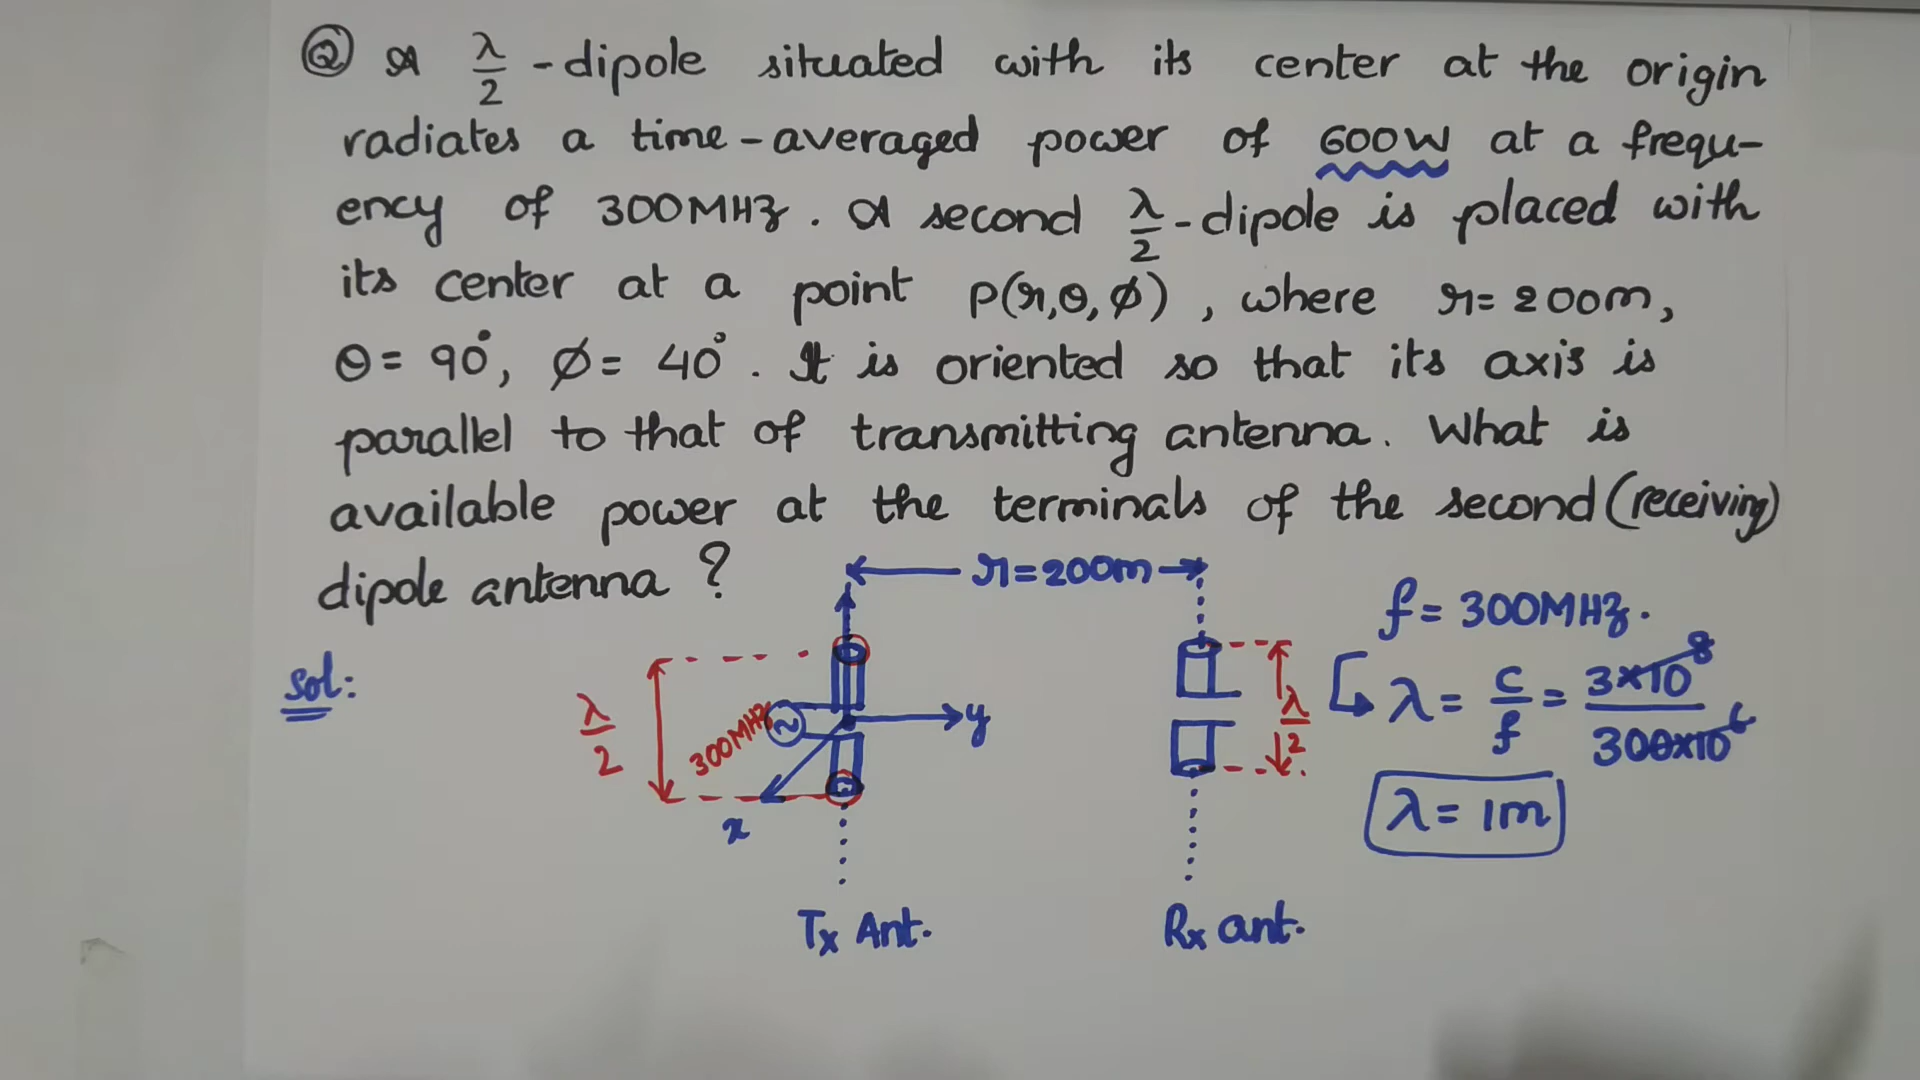 Q A λ/2 - dipole situated with its center at the origin
radiates a time-averaged power of 600W at a frequ-
ency of 300MHz. A second λ/2-dipole is placed with
its center at a point P(r,θ,ϕ), where r=200m,
θ=90°, ϕ=40°. It is oriented so that its axis is
parallel to that of transmitting antenna. What is
available power at the terminals of the second (receiving)
dipole antenna?
r=200m
f=300MHz.
sol:
λ/2
300MHz
~
y
x
λ/2
λ = c/f = 3×10^8/300×10^6
λ=1m
Tx Ant.
Rx ant.